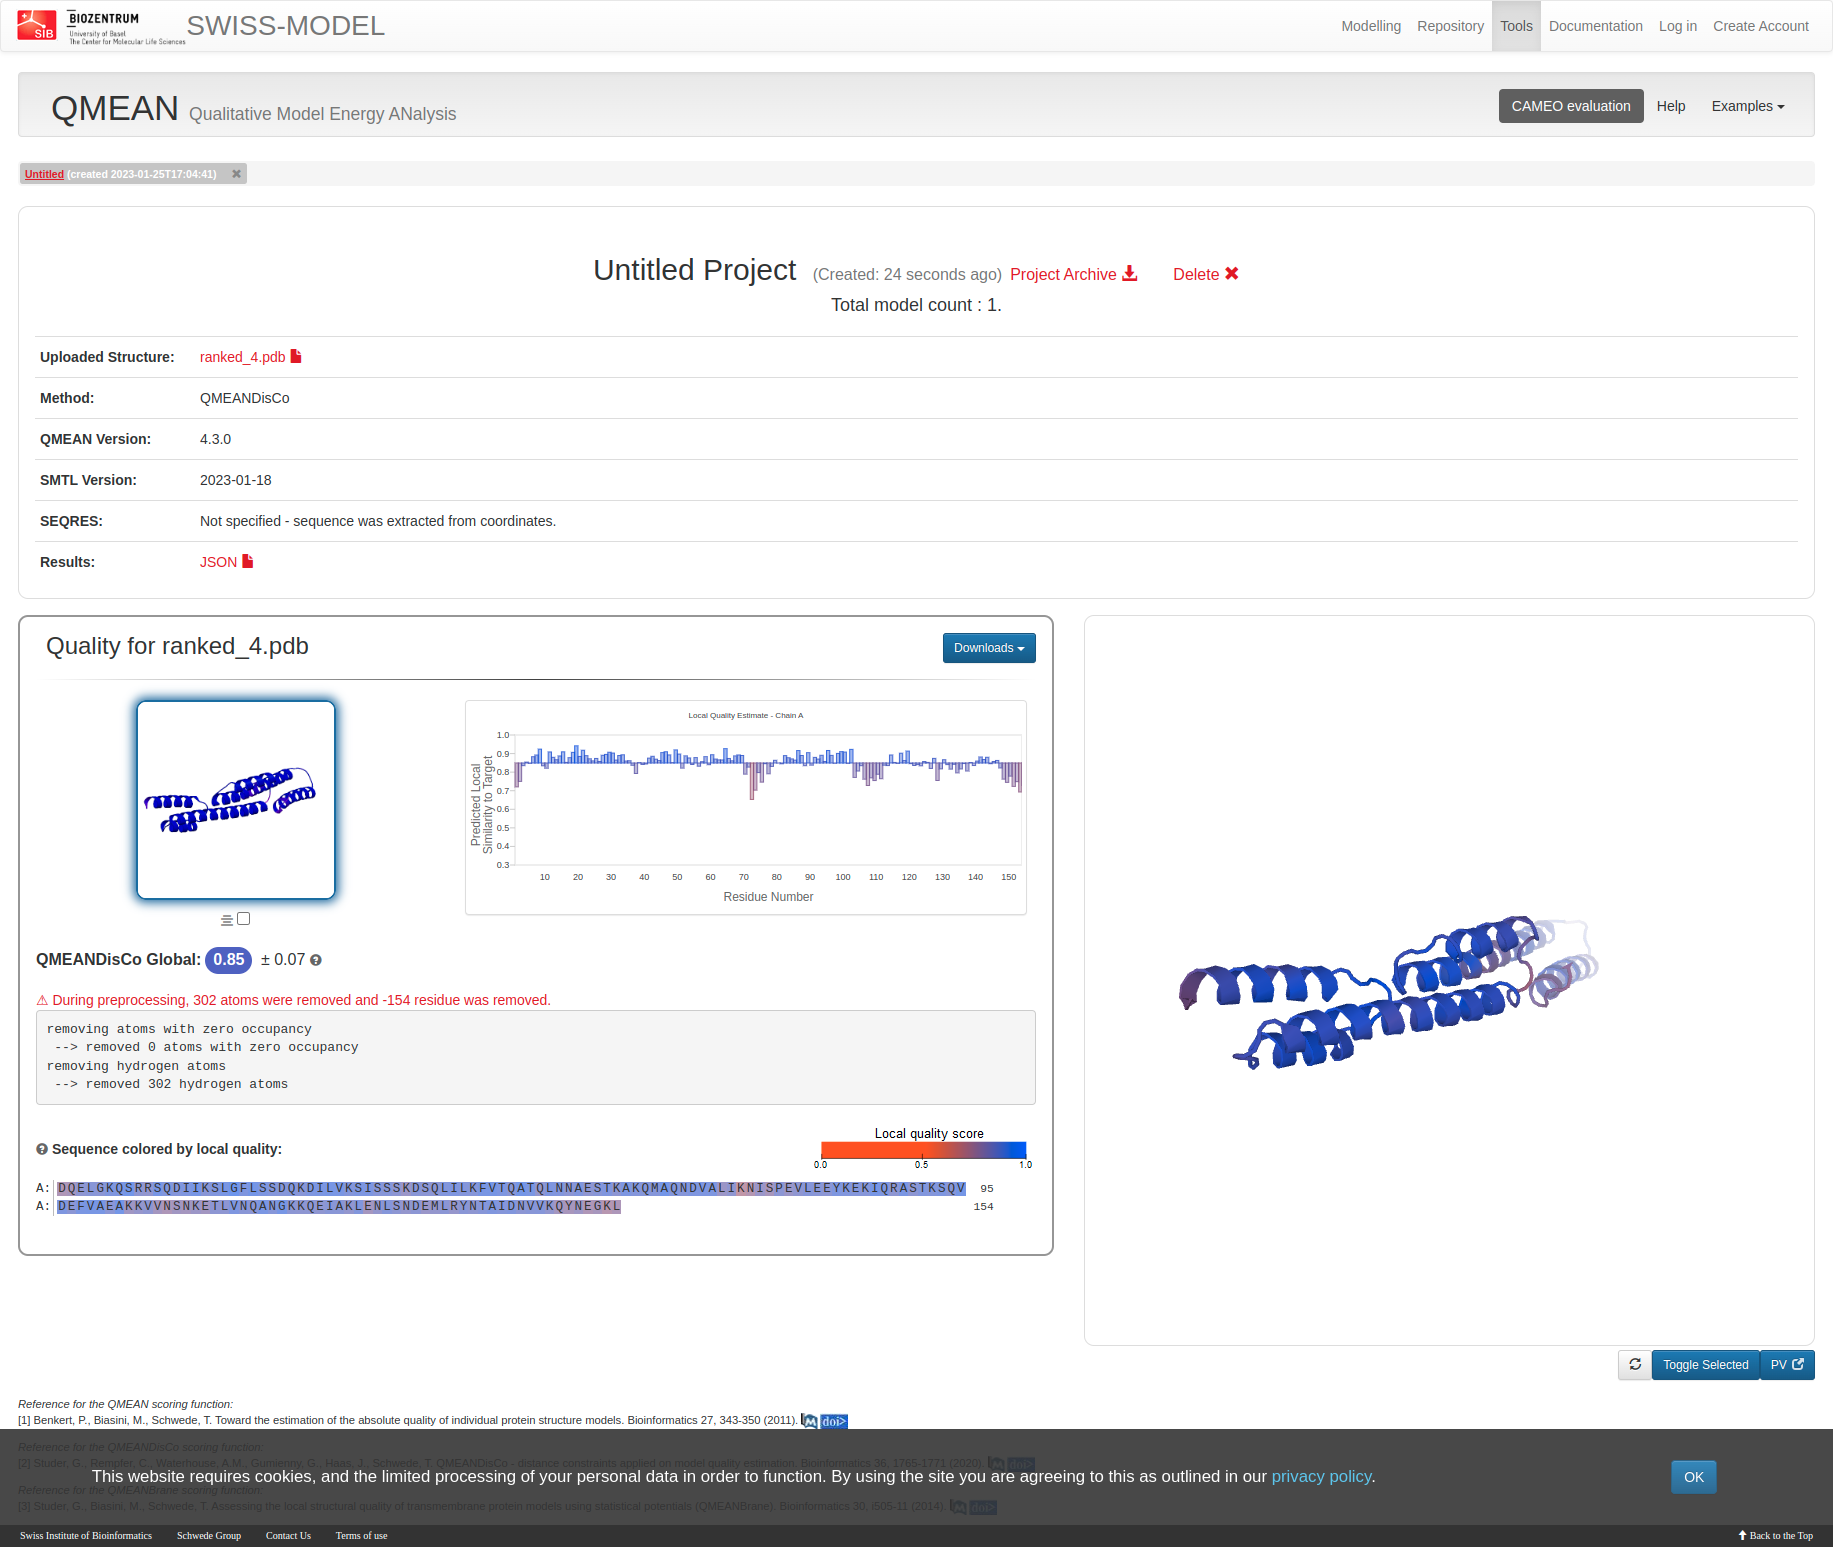 SIB
BIOZENTRUM
University of Basel
The Center for Molecular Life Sciences
SWISS-MODEL
Modelling Repository Tools Documentation Log in Create Account
QMEAN Qualitative Model Energy ANalysis
CAMEO evaluation Help Examples
Untitled (created 2023-01-25T17:04:41) ✖
Untitled Project (Created: 24 seconds ago) Project Archive Delete ✖
Total model count : 1.
Uploaded Structure: ranked_4.pdb
Method: QMEANDisCo
QMEAN Version: 4.3.0
SMTL Version: 2023-01-18
SEQRES: Not specified - sequence was extracted from coordinates.
Results: JSON
Quality for ranked_4.pdb
Downloads
Local Quality Estimate - Chain A
Predicted Local
Similarity to Target
1.0
0.9
0.8
0.7
0.6
0.5
0.4
0.3
10 20 30 40 50 60 70 80 90 100 110 120 130 140 150
Residue Number
QMEANDisCo Global: 0.85 ± 0.07
⚠ During preprocessing, 302 atoms were removed and -154 residue was removed.
removing atoms with zero occupancy
--> removed 0 atoms with zero occupancy
removing hydrogen atoms
--> removed 302 hydrogen atoms
Sequence colored by local quality:
Local quality score
0.0 0.5 1.0
A: DQELGKQSRRSQDIIKSLGFLSSDQKDILVKSISSSKDSQLILKFVTQATQLNNAESTKAKQMAQNDVALIKNISPEVLEEYKEKIQRASTKSQV 95
A: DEFVAEAKKVVNSNKETLVNQANGKKQEIAKLENLSNDEMLRYNTAIDNVVKQYNEGKL 154
Toggle Selected PV
Reference for the QMEAN scoring function:
[1] Benkert, P., Biasini, M., Schwede, T. Toward the estimation of the absolute quality of individual protein structure models. Bioinformatics 27, 343-350 (2011). M doi>
Reference for the QMEANDisCo scoring function:
[2] Studer, G., Rempfer, C., Waterhouse, A.M., Gumienny, G., Haas, J., Schwede, T. QMEANDisCo - distance constraints applied on model quality estimation. Bioinformatics 36, 1765-1771 (2020). M doi>
This website requires cookies, and the limited processing of your personal data in order to function. By using the site you are agreeing to this as outlined in our privacy policy.
OK
Reference for the QMEANBrane scoring function:
[3] Studer, G., Biasini, M., Schwede, T. Assessing the local structural quality of transmembrane protein models using statistical potentials (QMEANBrane). Bioinformatics 30, i505-11 (2014). M doi>
Swiss Institute of Bioinformatics Schwede Group Contact Us Terms of use
Back to the Top